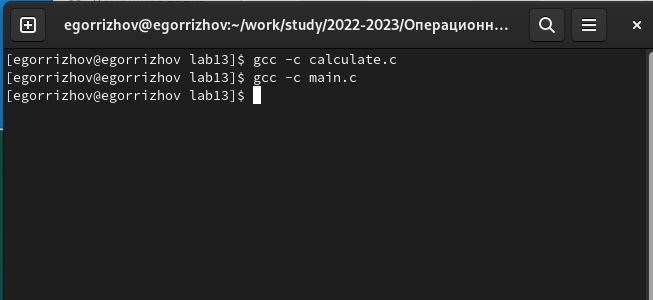 egorrizhov@egorrizhov:~/work/study/2022-2023/Операционн...
[egorrizhov@egorrizhov lab13]$ gcc -c calculate.c
[egorrizhov@egorrizhov lab13]$ gcc -c main.c
[egorrizhov@egorrizhov lab13]$